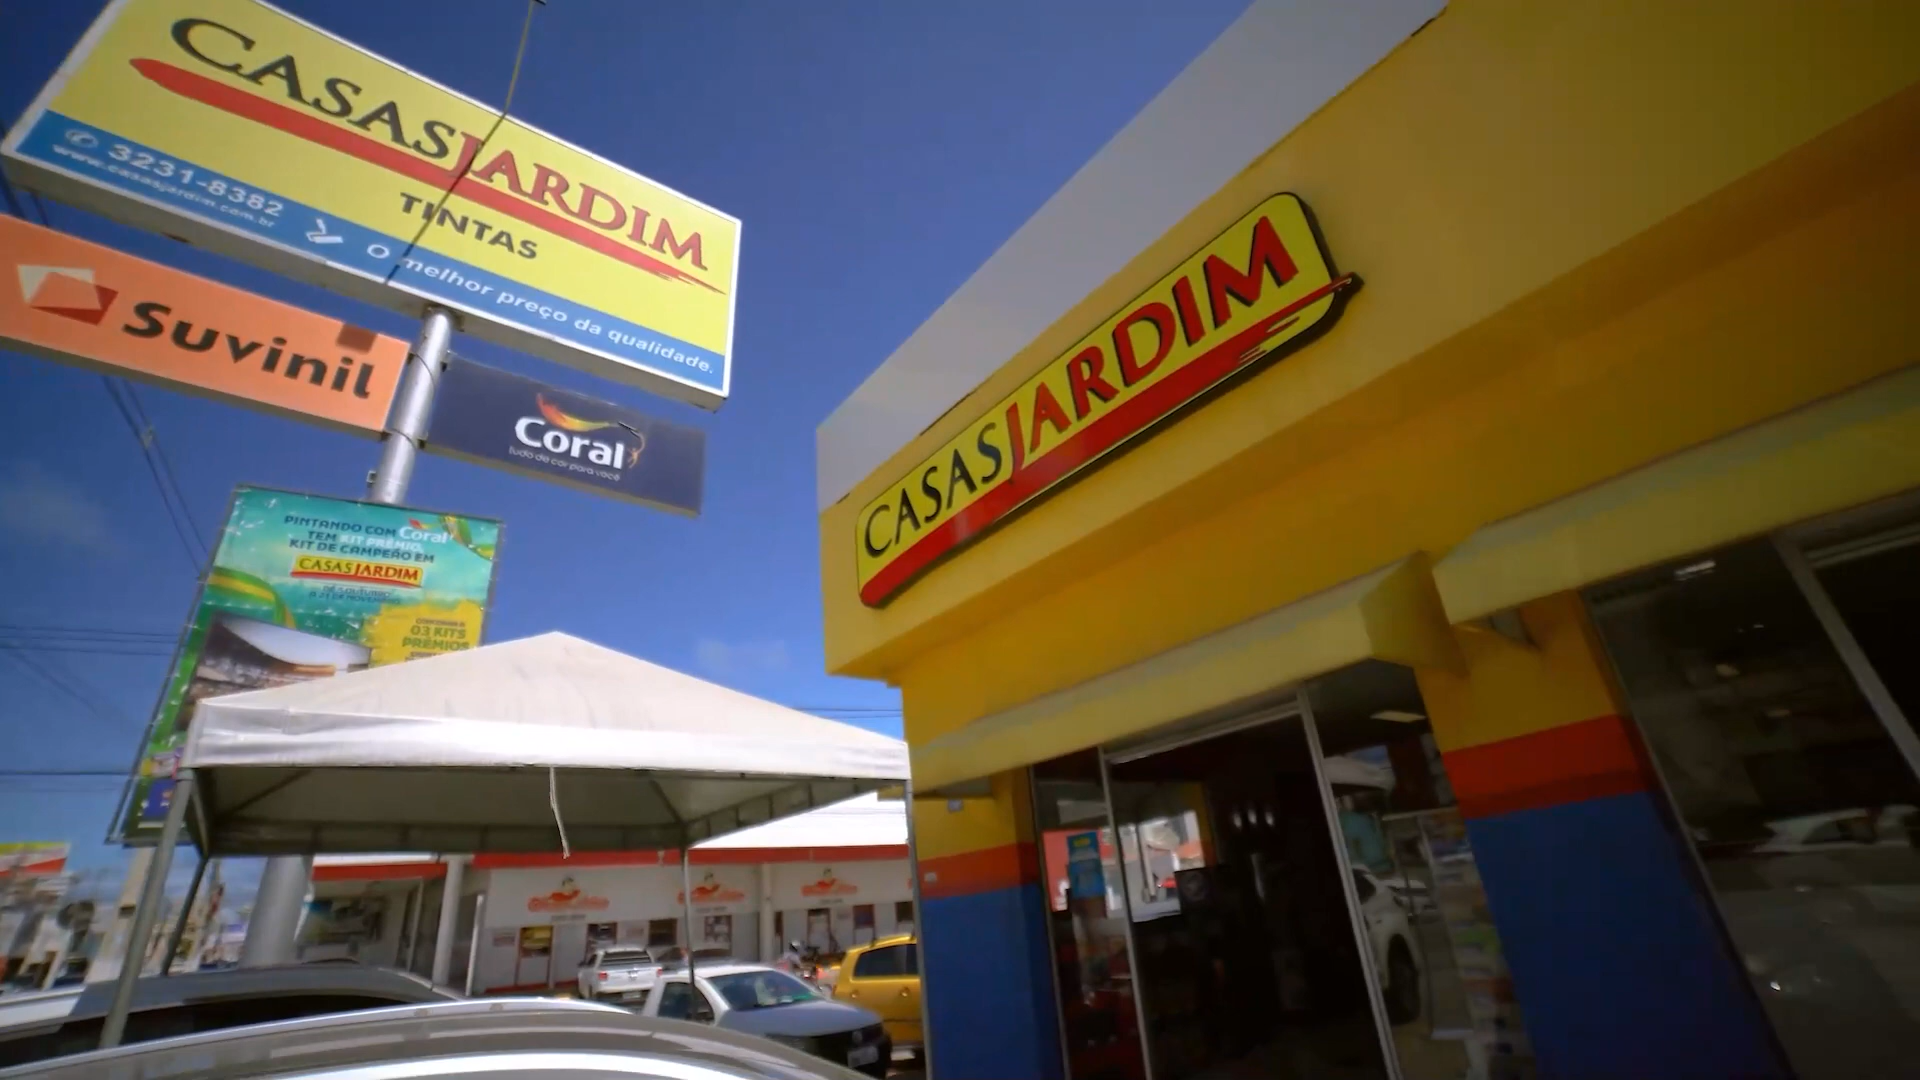 CASASJARDIM
TINTAS
3231-8382
www.casasjardim.com.br
O melhor preço da qualidade.
Suvinil
Coral
tudo de cor para você
PINTANDO COM Coral
TEM KIT PRÊMIO,
KIT DE CAMPEÃO EM
CASASJARDIM
03 KITS
PRÊMIOS
CASASJARDIM